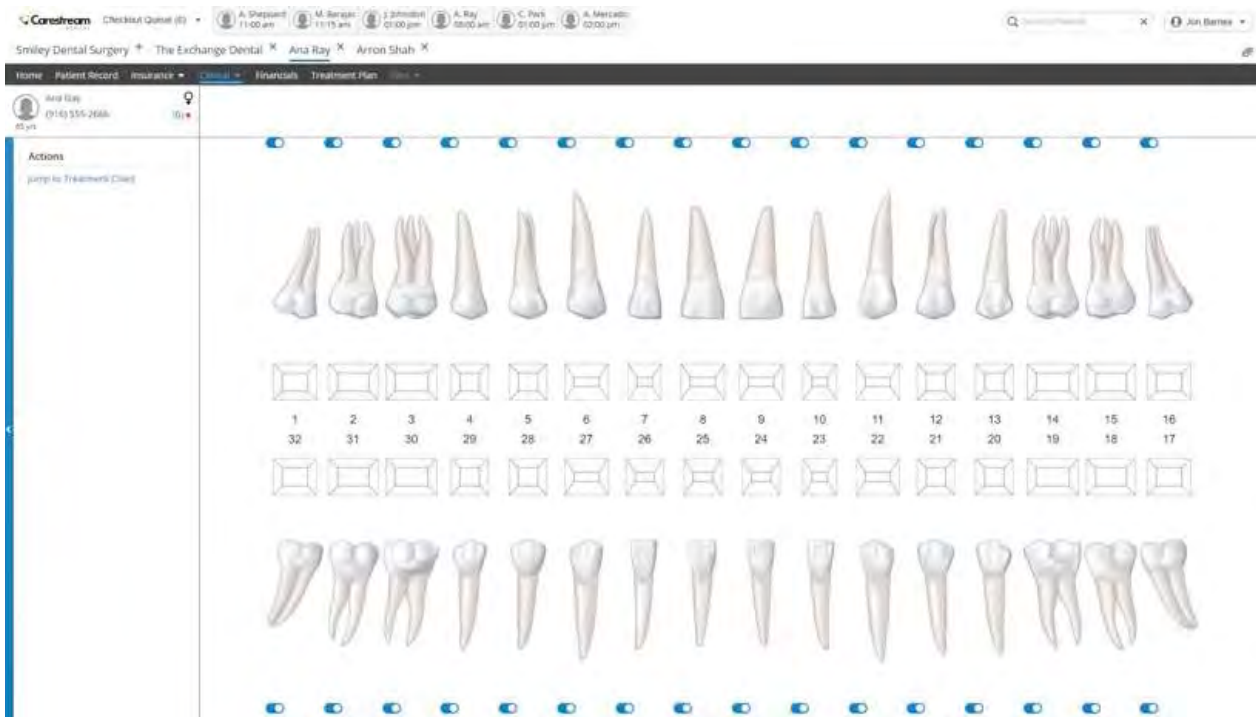 Carestream Checkout Queue (6)
A. Sheppard M. Barajas J. Johnston A. Ray C. Park A. Mercado
11:00 am 11:15 am 01:00 pm 01:00 pm 02:00 pm
Jon Barnes
Smiley Dental Surgery + The Exchange Dental X Ana Ray X Arron Shah X
Home Patient Record Insurance Clinical Financials Treatment Plan
Ana Ray
(916) 555-2666
Actions
Jump to Treatment Chart
1 2 3 4 5 6 7 8 9 10 11 12 13 14 15 16
32 31 30 29 28 27 26 25 24 23 22 21 20 19 18 17